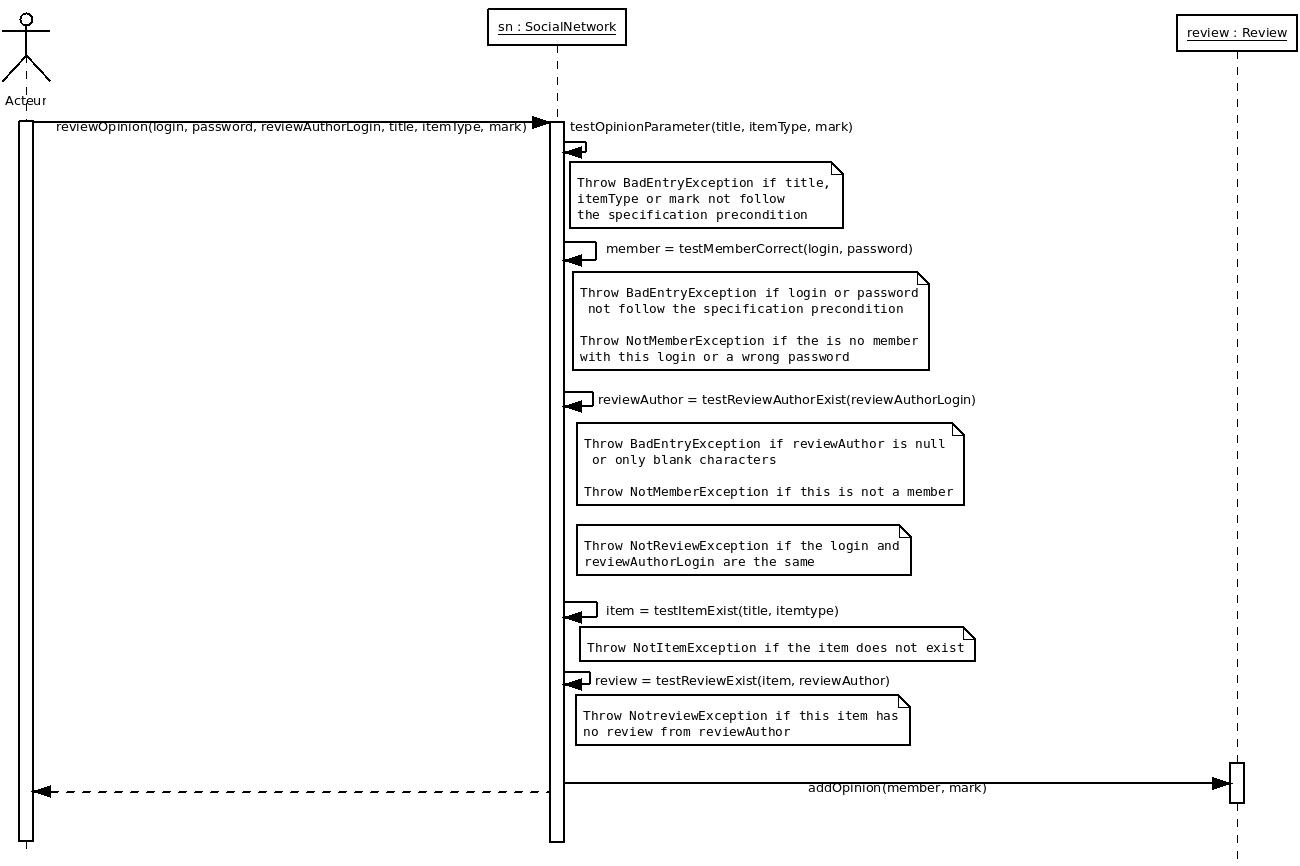 sn : SocialNetwork
review : Review
Acteur
reviewOpinion(login, password, reviewAuthorLogin, title, itemType, mark)
testOpinionParameter(title, itemType, mark)
Throw BadEntryException if title,
itemType or mark not follow
the specification precondition
member = testMemberCorrect(login, password)
Throw BadEntryException if login or password
not follow the specification precondition
Throw NotMemberException if the is no member
with this login or a wrong password
reviewAuthor = testReviewAuthorExist(reviewAuthorLogin)
Throw BadEntryException if reviewAuthor is null
or only blank characters
Throw NotMemberException if this is not a member
Throw NotReviewException if the login and
reviewAuthorLogin are the same
item = testItemExist(title, itemtype)
Throw NotItemException if the item does not exist
review = testReviewExist(item, reviewAuthor)
Throw NotreviewException if this item has
no review from reviewAuthor
addOpinion(member, mark)